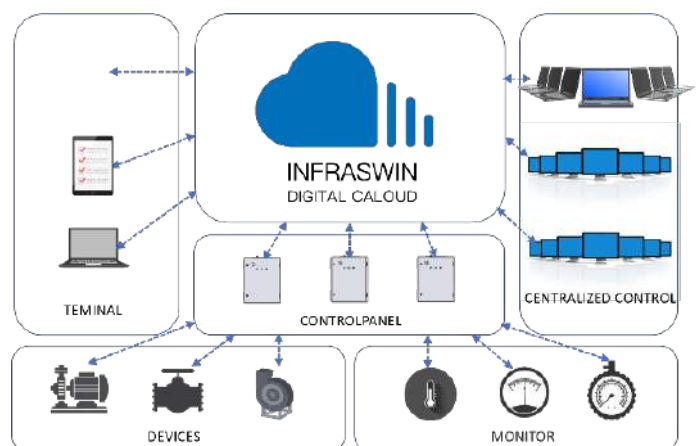 INFRASWIN
DIGITAL CALOUD
TEMINAL
CENTRALIZED CONTROL
CONTROLPANEL
DEVICES
MONITOR